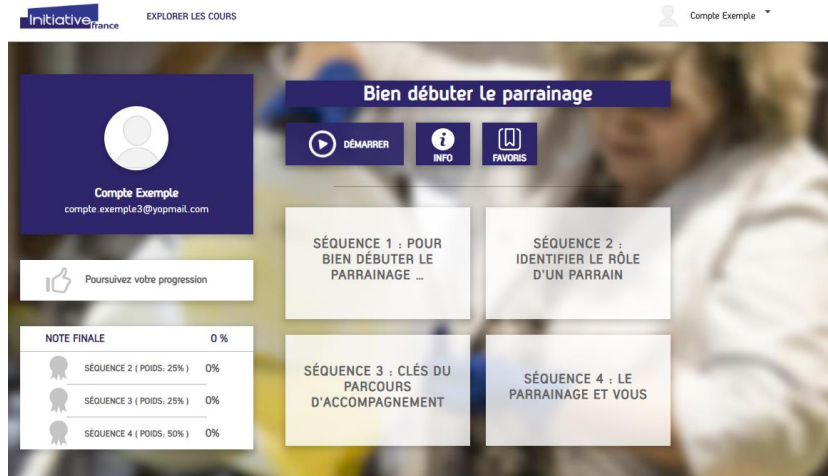 Initiative france
EXPLORER LES COURS
Compte Exemple
Compte Exemple
compte.exemple3@yopmail.com
Poursuivez votre progression
NOTE FINALE 0 %
SÉQUENCE 2 ( POIDS: 25% ) 0%
SÉQUENCE 3 ( POIDS: 25% ) 0%
SÉQUENCE 4 ( POIDS: 50% ) 0%
Bien débuter le parrainage
DÉMARRER
INFO
FAVORIS
SÉQUENCE 1 : POUR
BIEN DÉBUTER LE
PARRAINAGE ...
SÉQUENCE 2 :
IDENTIFIER LE RÔLE
D'UN PARRAIN
SÉQUENCE 3 : CLÉS DU
PARCOURS
D'ACCOMPAGNEMENT
SÉQUENCE 4 : LE
PARRAINAGE ET VOUS